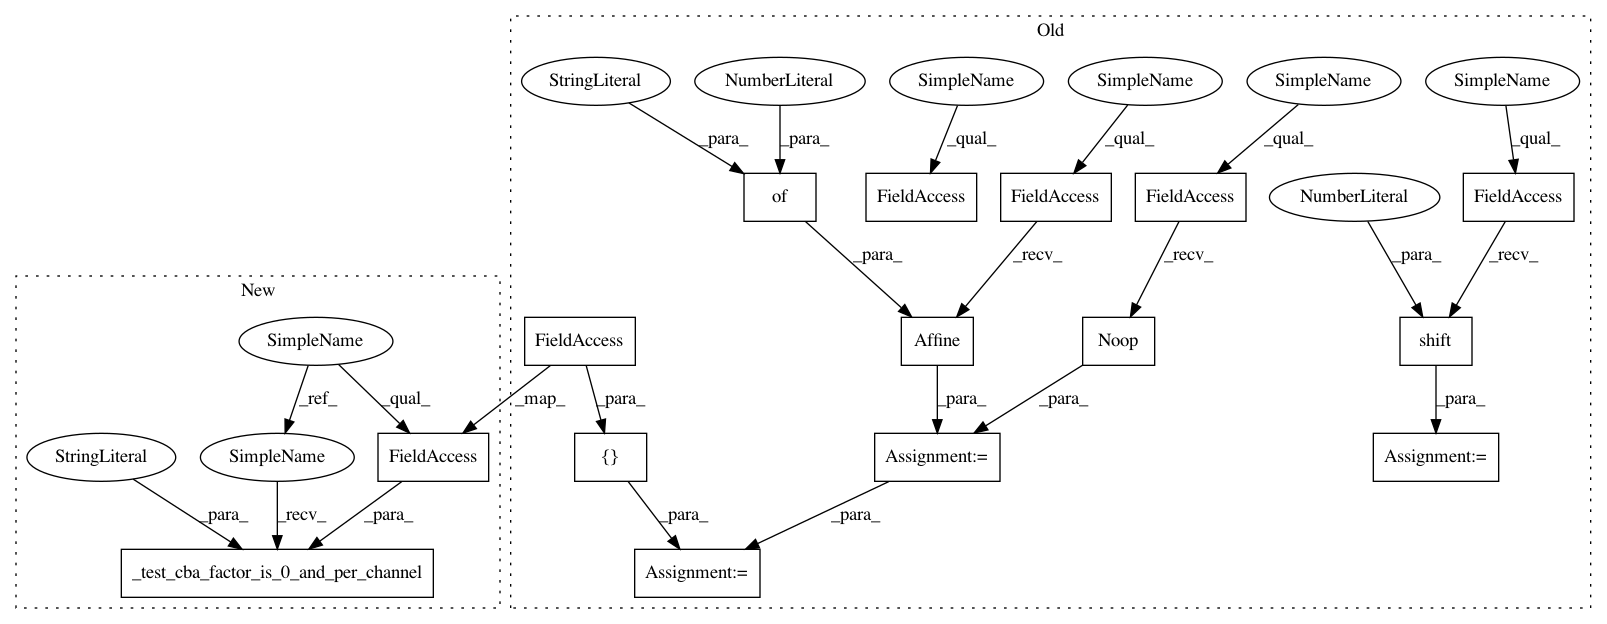 Old
StringLiteral
NumberLiteral
SimpleName
SimpleName
SimpleName
SimpleName
_para_
_para_
_qual_
_qual_
_qual_
_qual_
of
FieldAccess
FieldAccess
FieldAccess
NumberLiteral
FieldAccess
_para_
_recv_
_recv_
_para_
_recv_
New
SimpleName
FieldAccess
Affine
Noop
shift
_ref_
_qual_
_map_
_para_
_para_
_para_
_para_
StringLiteral
SimpleName
FieldAccess
{}
Assignment:=
Assignment:=
_para_
_recv_
_para_
_para_
_para_
_test_cba_factor_is_0_and_per_channel
Assignment:=